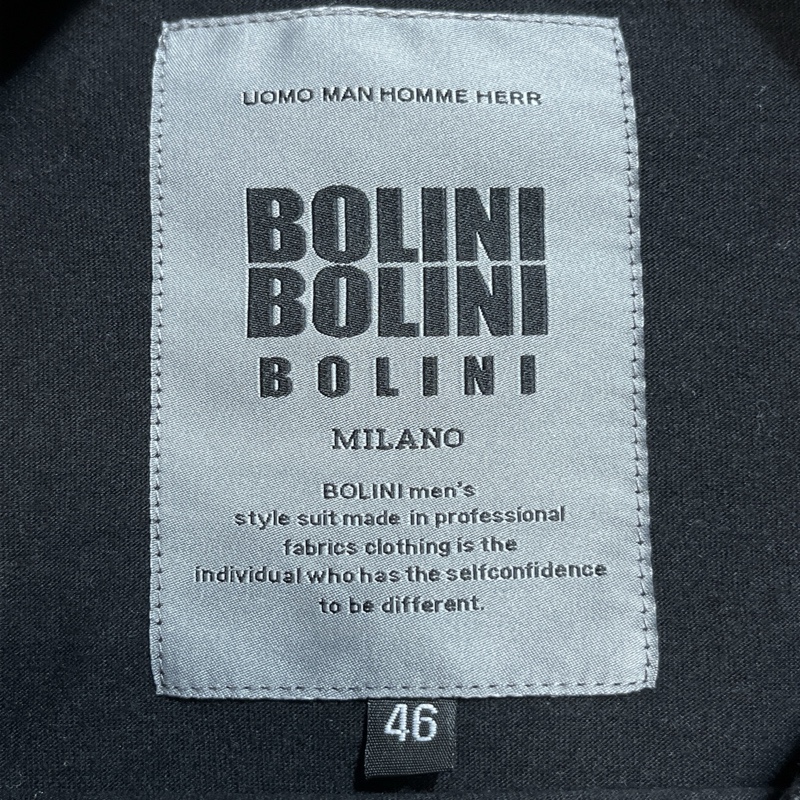 UOMO MAN HOMME HERR
BOLINI
BOLINI
BOLINI
MILANO
BOLINI men's
style suit made in professional
fabrics clothing is the
individual who has the selfconfidence
to be different.
46